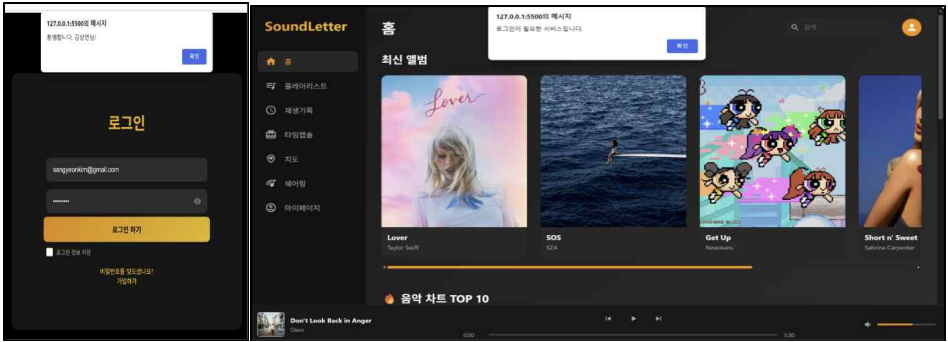 127.0.0.1:5500의 메시지
환영합니다, 김상연님!
확인
로그인
sangyeonkim@gmail.com
로그인 하기
로그인 정보 저장
비밀번호를 잊으셨나요?
가입하기
SoundLetter
홈
플레이리스트
재생기록
타임캡슐
지도
쉐어링
마이페이지
홈
127.0.0.1:5500의 메시지
로그인이 필요한 서비스입니다.
확인
검색
최신 앨범
Lover
Lover
Taylor Swift
SOS
SZA
Get Up
NewJeans
Short n' Sweet
Sabrina Carpenter
음악 차트 TOP 10
Don't Look Back in Anger
Oasis
0:00
3:30